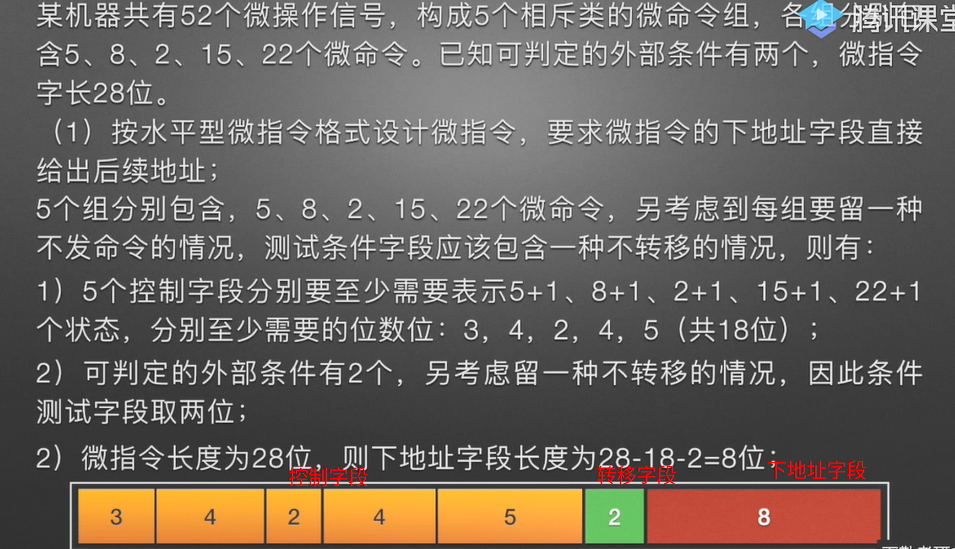 某机器共有52个微操作信号，构成5个相斥类的微命令组，各
腾讯课堂
含5、8、2、15、22个微命令。已知可判定的外部条件有两个，微指令
字长28位。
（1）按水平型微指令格式设计微指令，要求微指令的下地址字段直接
给出后续地址；
5个组分别包含，5、8、2、15、22个微命令，另考虑到每组要留一种
不发命令的情况，测试条件字段应该包含一种不转移的情况，则有：
1）5个控制字段分别要至少需要表示5+1、8+1、2+1、15+1、22+1
个状态，分别至少需要的位数位：3，4，2，4，5（共18位）；
2）可判定的外部条件有2个，另考虑留一种不转移的情况，因此条件
测试字段取两位；
2）微指令长度为28位，则下地址字段长度为28-18-2=8位；
控制字段 转移字段 下地址字段
3 4 2 4 5 2 8